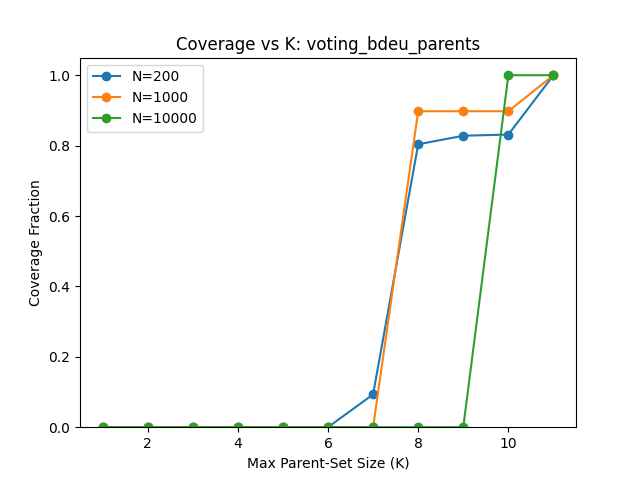 Coverage vs K: voting_bdeu_parents
N=200
N=1000
N=10000
1.0
0.8
0.6
0.4
0.2
0.0
Coverage Fraction
2 4 6 8 10
Max Parent-Set Size (K)